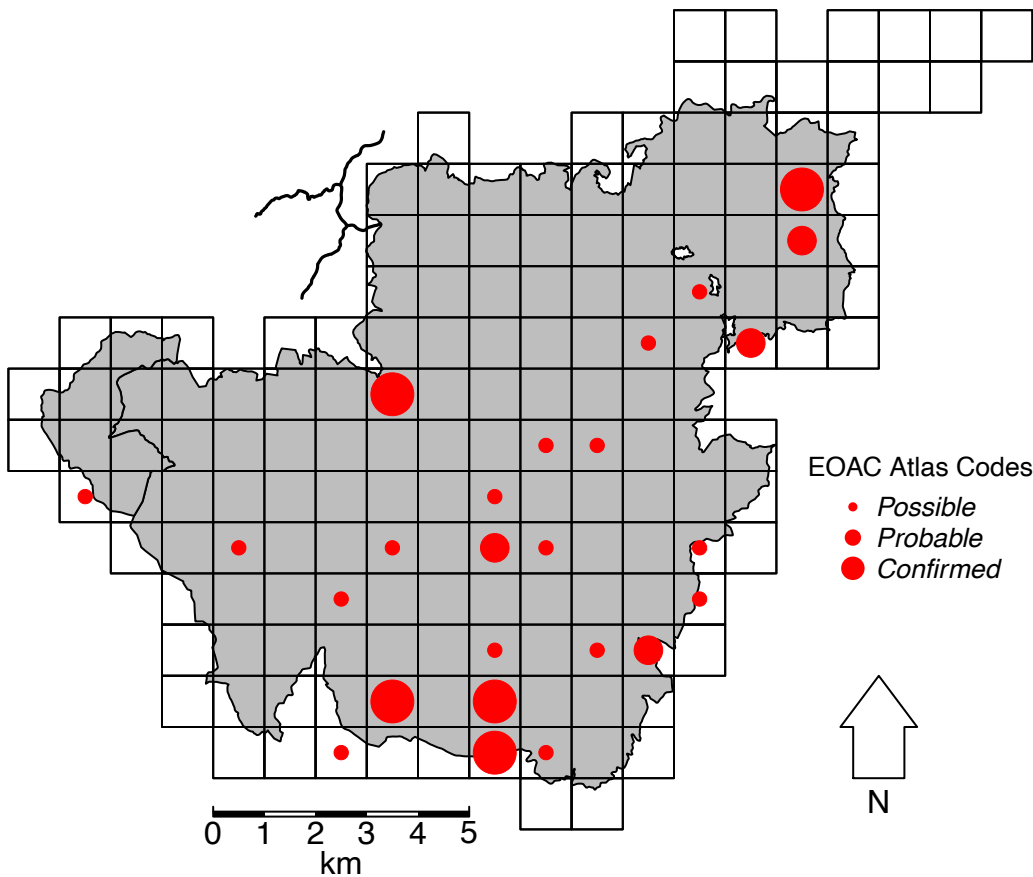 EOAC Atlas Codes
Possible
Probable
Confirmed
N
0 1 2 3 4 5
km